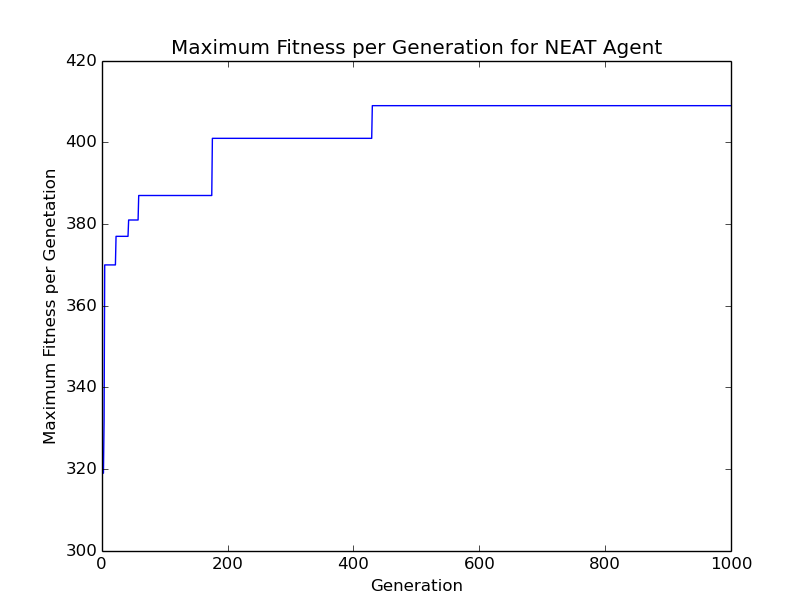 Maximum Fitness per Generation for NEAT Agent
420
400
380
360
340
320
300
Maximum Fitness per Genetation
0 200 400 600 800 1000
Generation